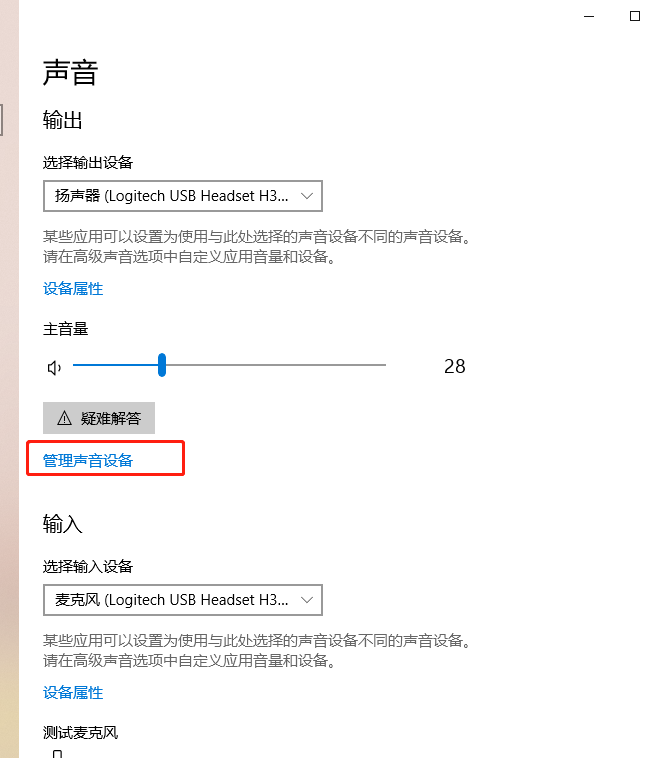 声音
输出
选择输出设备
扬声器 (Logitech USB Headset H3...
某些应用可以设置为使用与此处选择的声音设备不同的声音设备。
请在高级声音选项中自定义应用音量和设备。
设备属性
主音量
28
疑难解答
管理声音设备
输入
选择输入设备
麦克风 (Logitech USB Headset H3...
某些应用可以设置为使用与此处选择的声音设备不同的声音设备。
请在高级声音选项中自定义应用音量和设备。
设备属性
测试麦克风